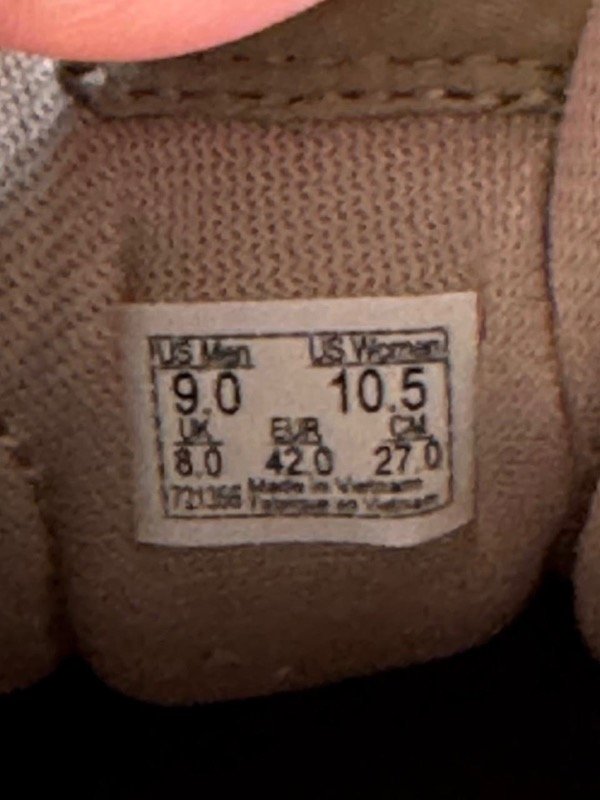 US Men US Women
9.0 10.5
UK EUR CM
8.0 42.0 27.0
721356 Made in Vietnam
Fabriqué au Vietnam